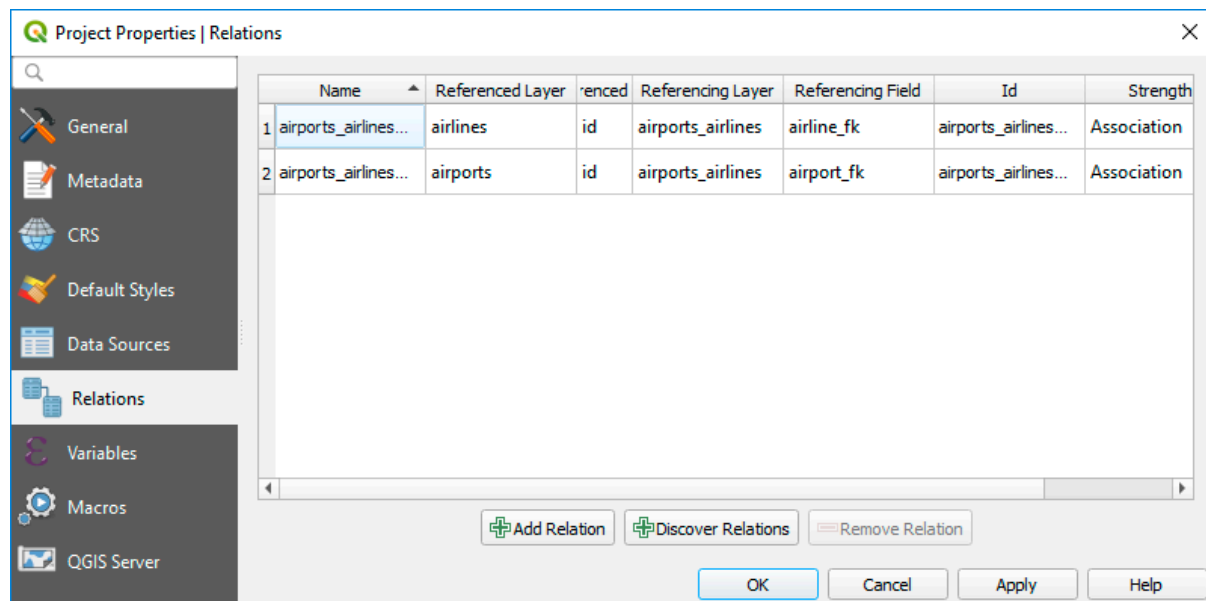 Project Properties | Relations
General
Metadata
CRS
Default Styles
Data Sources
Relations
Variables
Macros
QGIS Server
Name Referenced Layer renced Referencing Layer Referencing Field Id Strength
1 airports_airlines... airlines id airports_airlines airline_fk airports_airlines... Association
2 airports_airlines... airports id airports_airlines airport_fk airports_airlines... Association
Add Relation Discover Relations Remove Relation
OK Cancel Apply Help